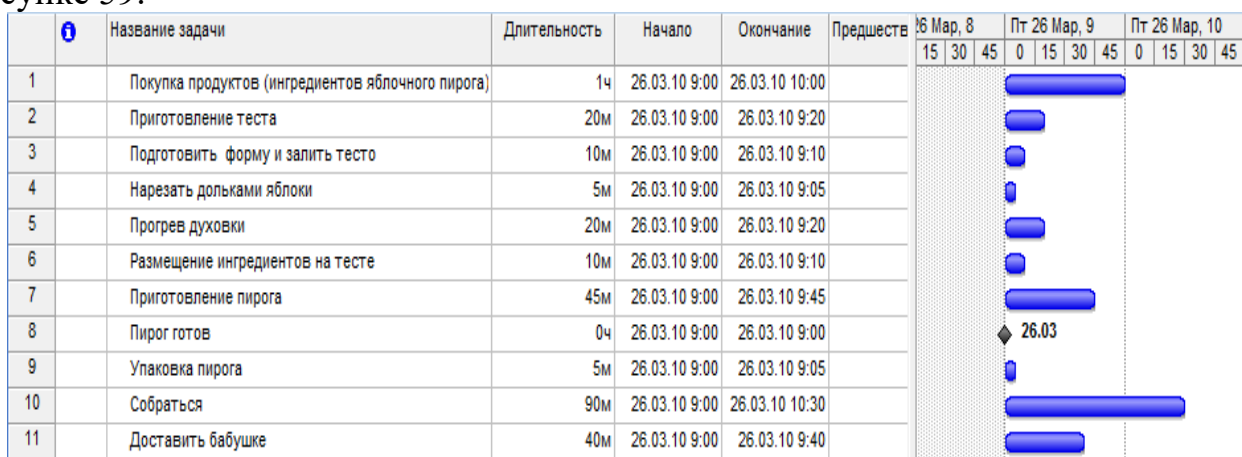 сунке 39.
Название задачи Длительность Начало Окончание Предшеств 26 Мар, 8 Пт 26 Мар, 9 Пт 26 Мар, 10
15 30 45 0 15 30 45 0 15 30 45
1 Покупка продуктов (ингредиентов яблочного пирога) 1ч 26.03.10 9:00 26.03.10 10:00
2 Приготовление теста 20м 26.03.10 9:00 26.03.10 9:20
3 Подготовить форму и залить тесто 10м 26.03.10 9:00 26.03.10 9:10
4 Нарезать дольками яблоки 5м 26.03.10 9:00 26.03.10 9:05
5 Прогрев духовки 20м 26.03.10 9:00 26.03.10 9:20
6 Размещение ингредиентов на тесте 10м 26.03.10 9:00 26.03.10 9:10
7 Приготовление пирога 45м 26.03.10 9:00 26.03.10 9:45
8 Пирог готов 0ч 26.03.10 9:00 26.03.10 9:00 26.03
9 Упаковка пирога 5м 26.03.10 9:00 26.03.10 9:05
10 Собраться 90м 26.03.10 9:00 26.03.10 10:30
11 Доставить бабушке 40м 26.03.10 9:00 26.03.10 9:40